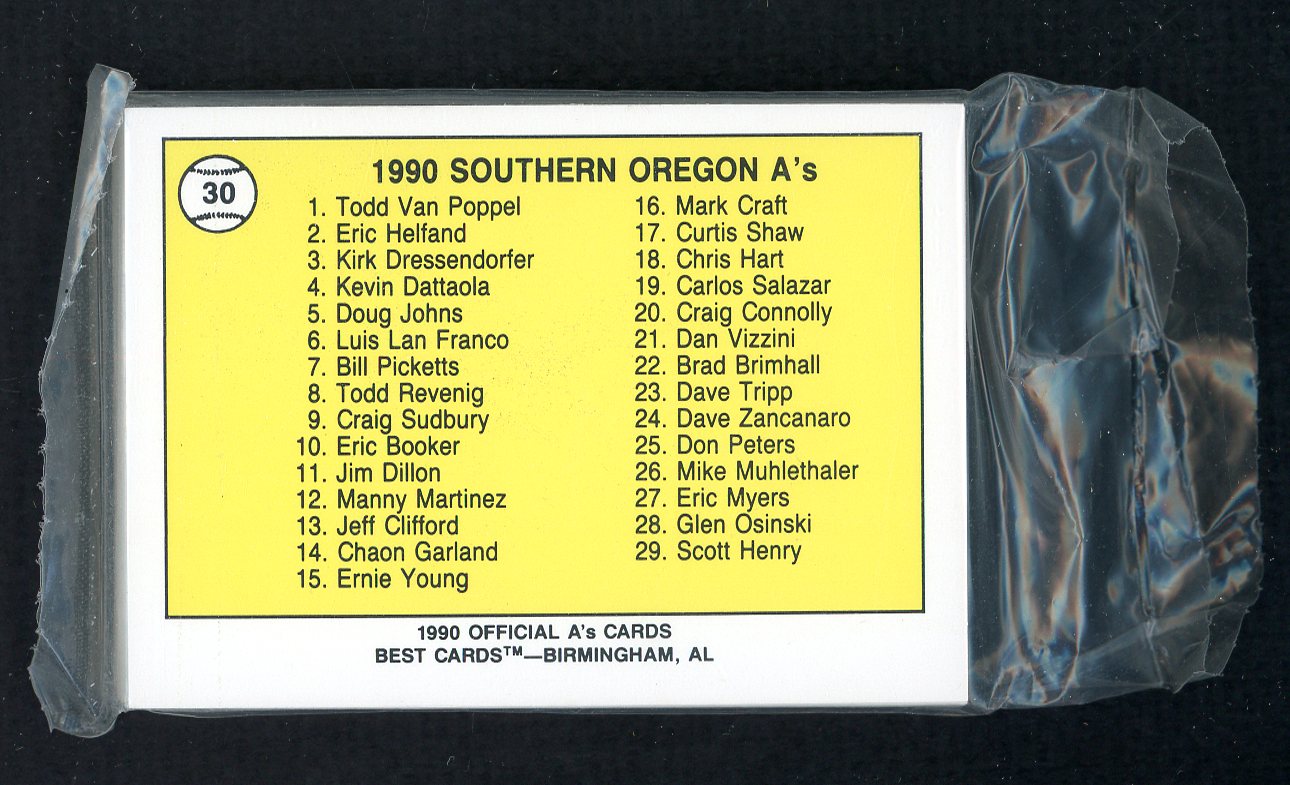 30
1990 SOUTHERN OREGON A's
1. Todd Van Poppel
2. Eric Helfand
3. Kirk Dressendorfer
4. Kevin Dattaola
5. Doug Johns
6. Luis Lan Franco
7. Bill Picketts
8. Todd Revenig
9. Craig Sudbury
10. Eric Booker
11. Jim Dillon
12. Manny Martinez
13. Jeff Clifford
14. Chaon Garland
15. Ernie Young
16. Mark Craft
17. Curtis Shaw
18. Chris Hart
19. Carlos Salazar
20. Craig Connolly
21. Dan Vizzini
22. Brad Brimhall
23. Dave Tripp
24. Dave Zancanaro
25. Don Peters
26. Mike Muhlethaler
27. Eric Myers
28. Glen Osinski
29. Scott Henry
1990 OFFICIAL A's CARDS
BEST CARDS™—BIRMINGHAM, AL